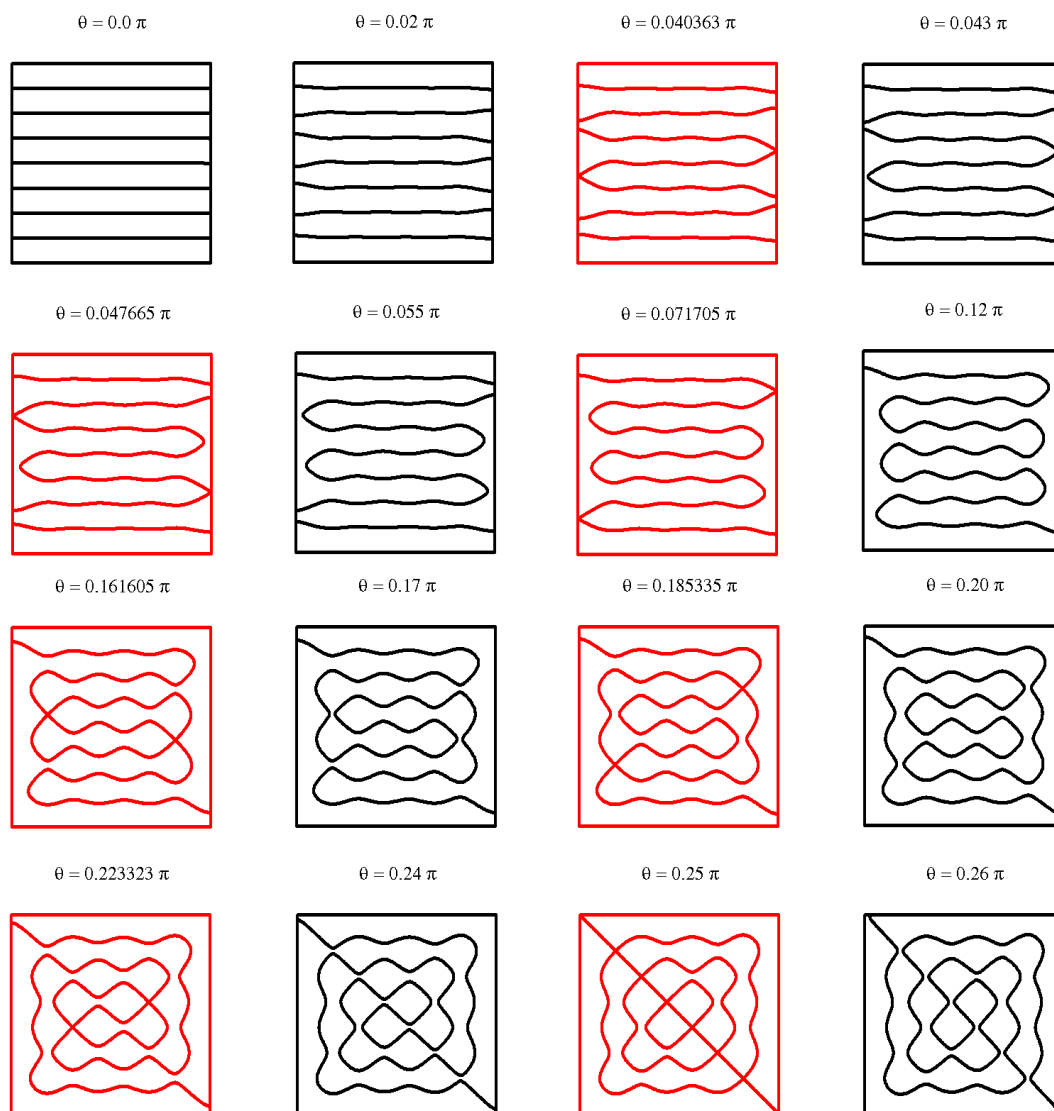 θ = 0.0 π
θ = 0.02 π
θ = 0.040363 π
θ = 0.043 π
θ = 0.047665 π
θ = 0.055 π
θ = 0.071705 π
θ = 0.12 π
θ = 0.161605 π
θ = 0.17 π
θ = 0.185335 π
θ = 0.20 π
θ = 0.223323 π
θ = 0.24 π
θ = 0.25 π
θ = 0.26 π